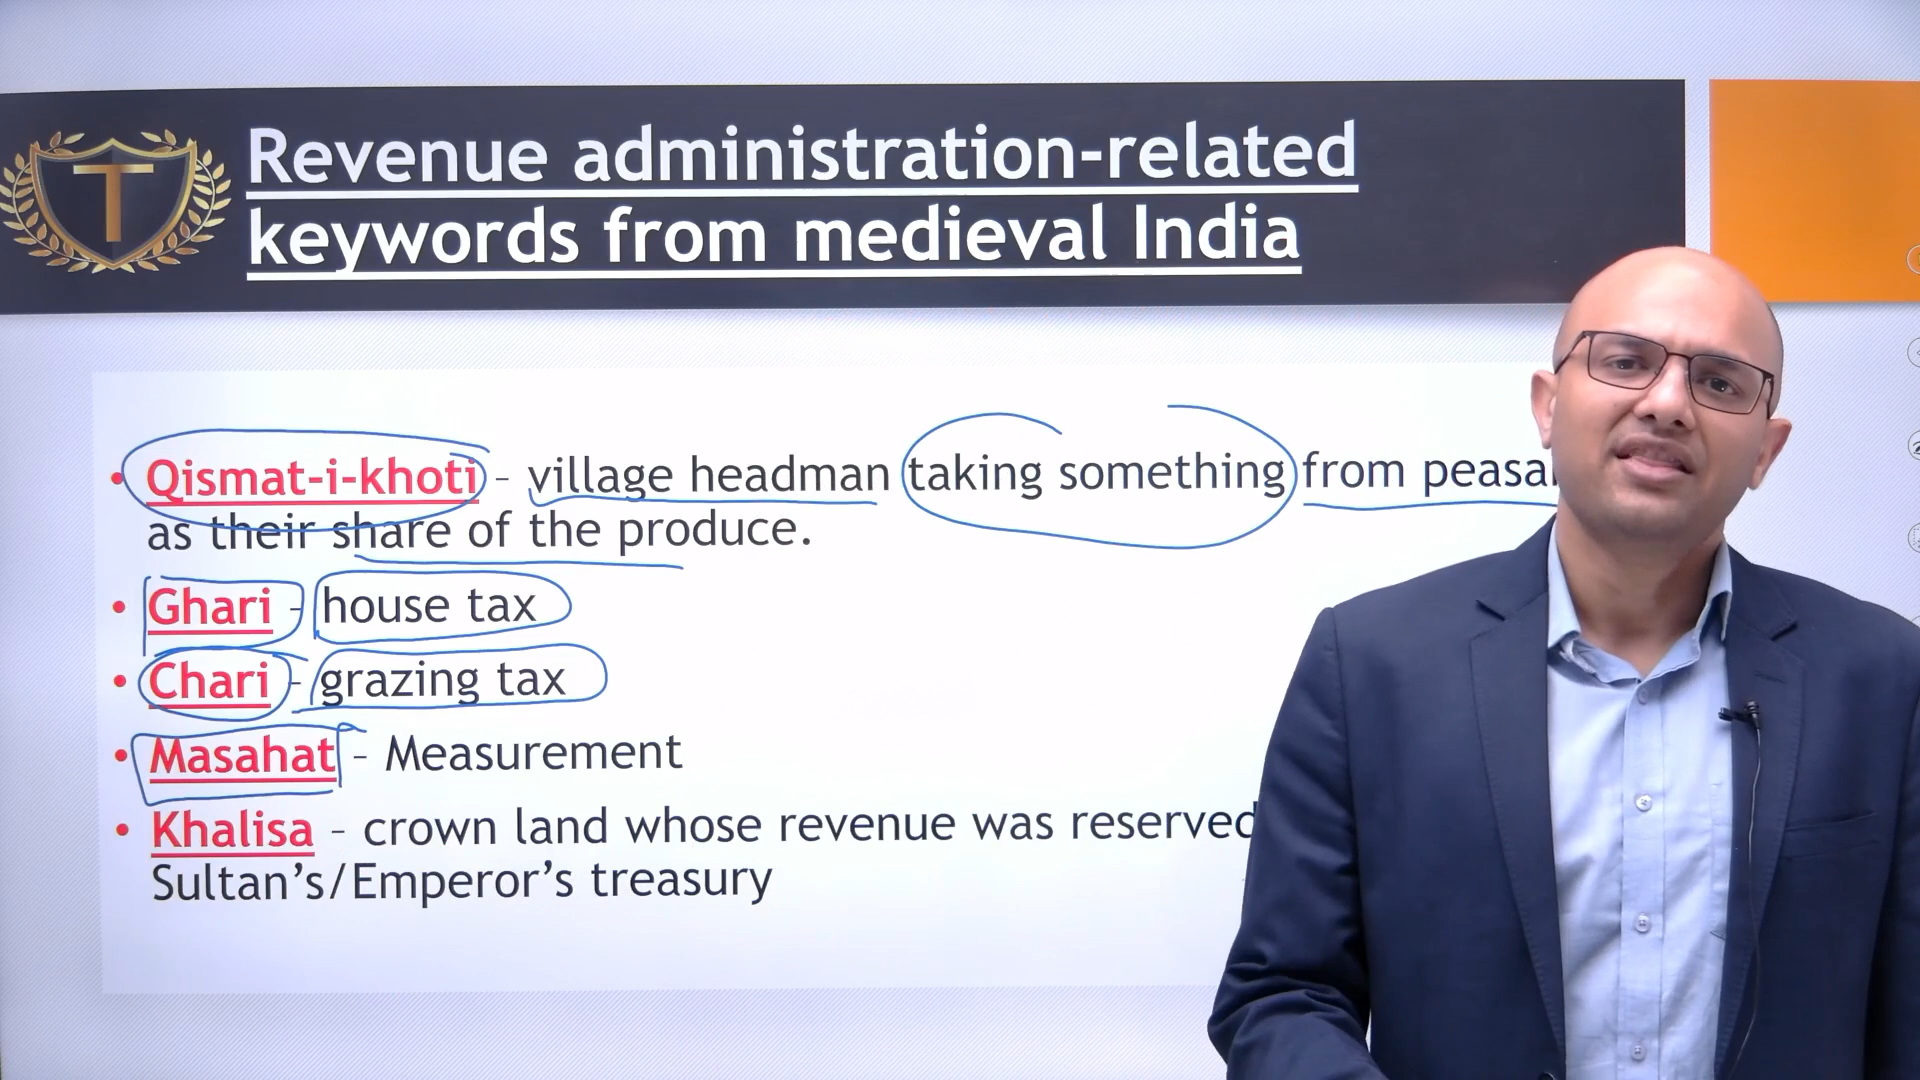 T
Revenue administration-related
keywords from medieval India
• Qismat-i-khoti – village headman taking something from
as their share of the produce.
• Ghari – house tax
• Chari – grazing tax
• Masahat – Measurement
• Khalisa – crown land whose revenue was reserved
Sultan’s/Emperor’s treasury